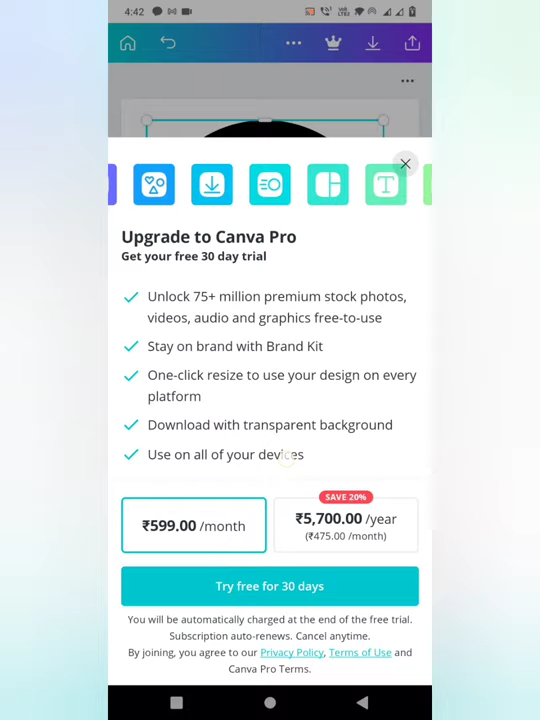 4:42
Vo)) LTE2
T
Upgrade to Canva Pro
Get your free 30 day trial
Unlock 75+ million premium stock photos,
videos, audio and graphics free-to-use
Stay on brand with Brand Kit
One-click resize to use your design on every
platform
Download with transparent background
Use on all of your devices
SAVE 20%
₹599.00 /month
₹5,700.00 /year
(₹475.00 /month)
Try free for 30 days
You will be automatically charged at the end of the free trial.
Subscription auto-renews. Cancel anytime.
By joining, you agree to our Privacy Policy, Terms of Use and
Canva Pro Terms.